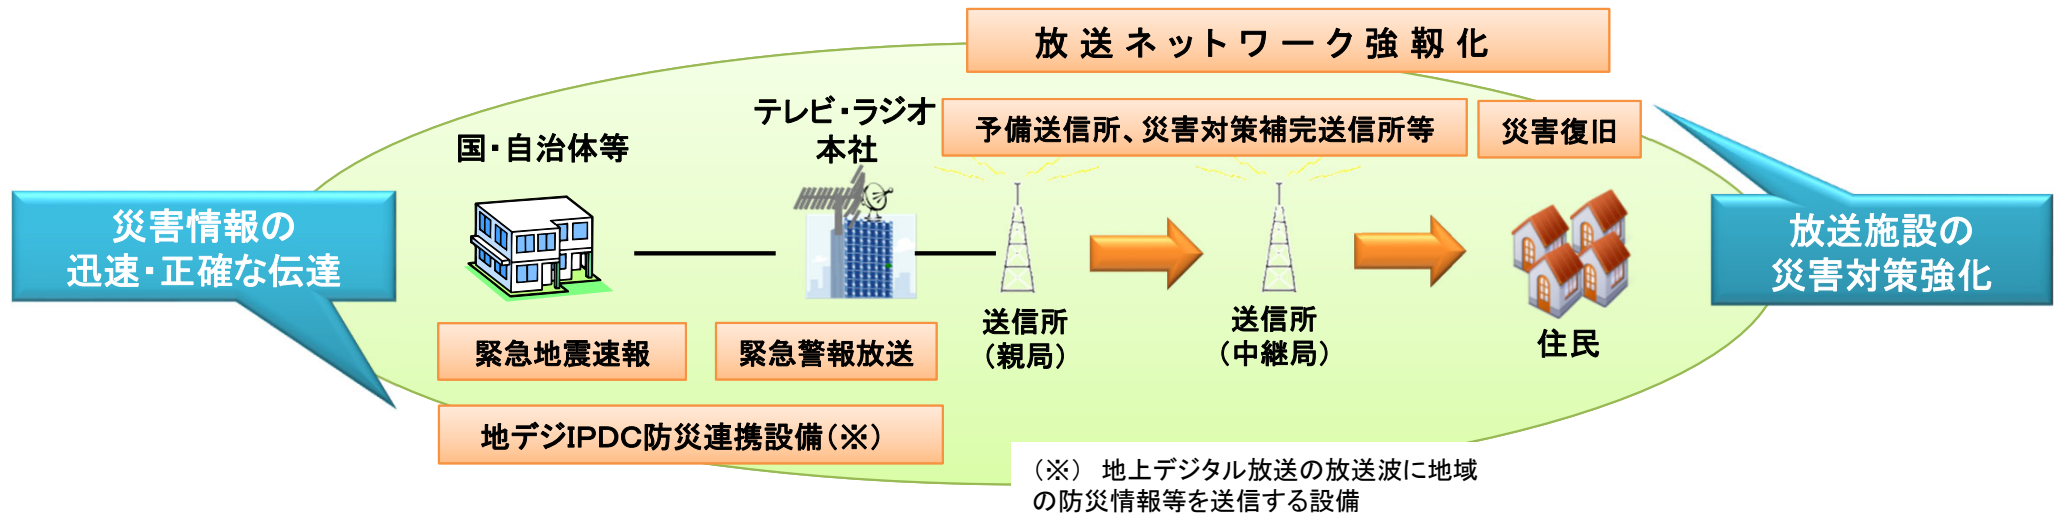 放送ネットワーク強靱化
テレビ・ラジオ
本社
予備送信所、災害対策補完送信所等
災害復旧
国・自治体等
災害情報の
迅速・正確な伝達
放送施設の
災害対策強化
送信所
（親局）
送信所
（中継局）
住民
緊急地震速報
緊急警報放送
地デジIPDC防災連携設備（※）
（※） 地上デジタル放送の放送波に地域
の防災情報等を送信する設備